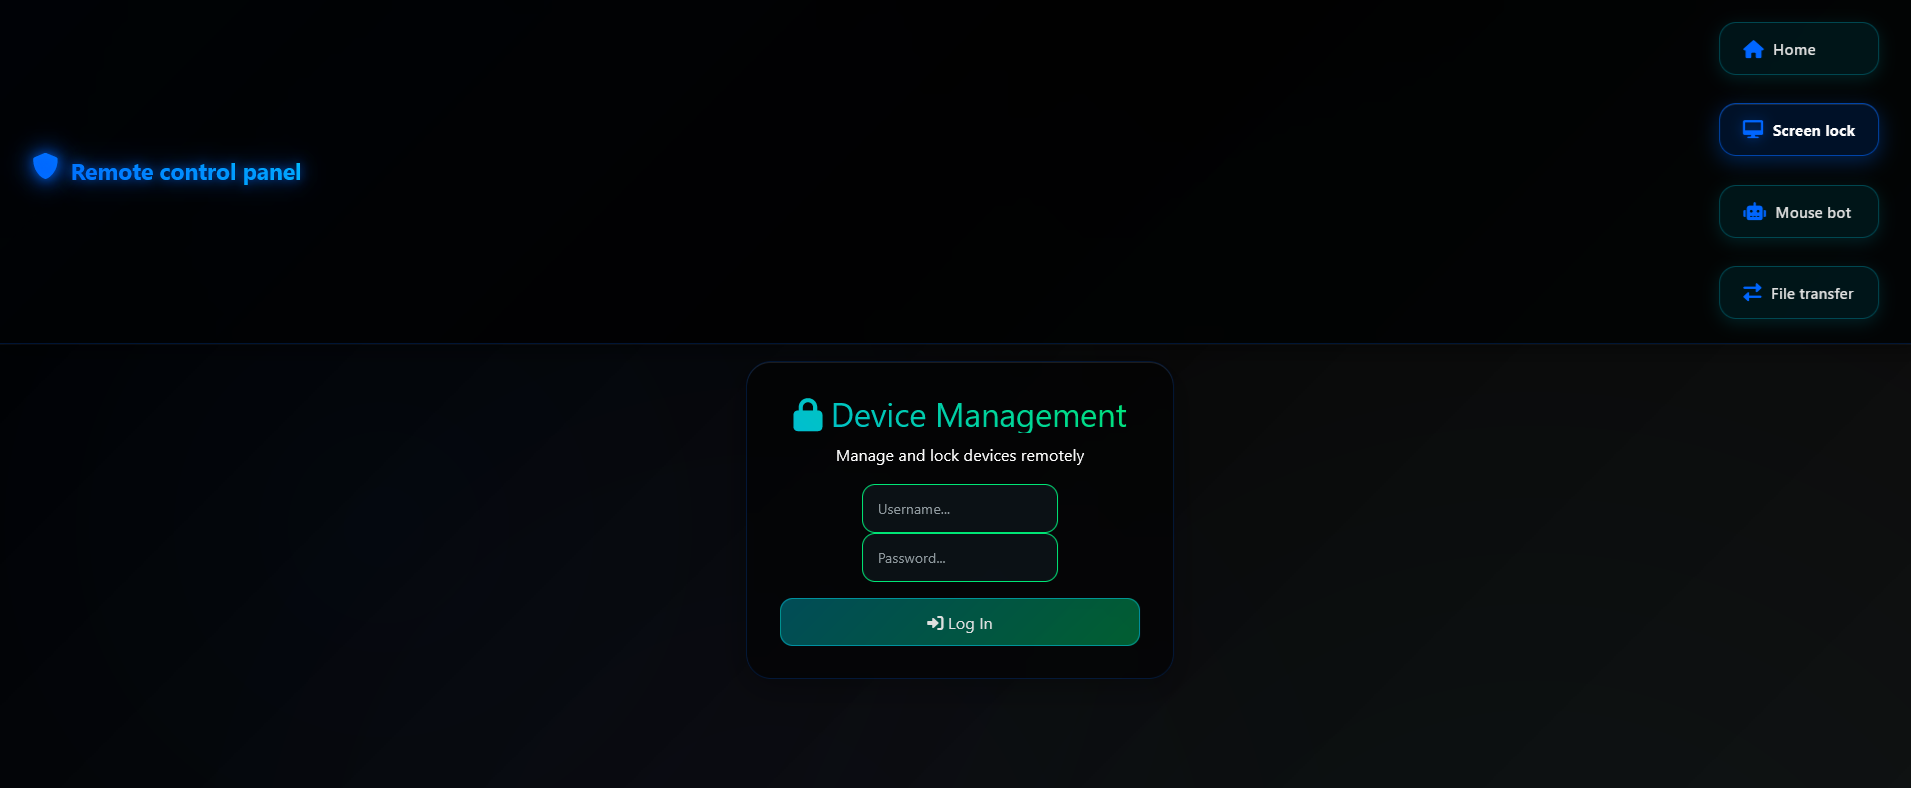 Home
Screen lock
Remote control panel
Mouse bot
File transfer
Device Management
Manage and lock devices remotely
Username...
Password...
Log In